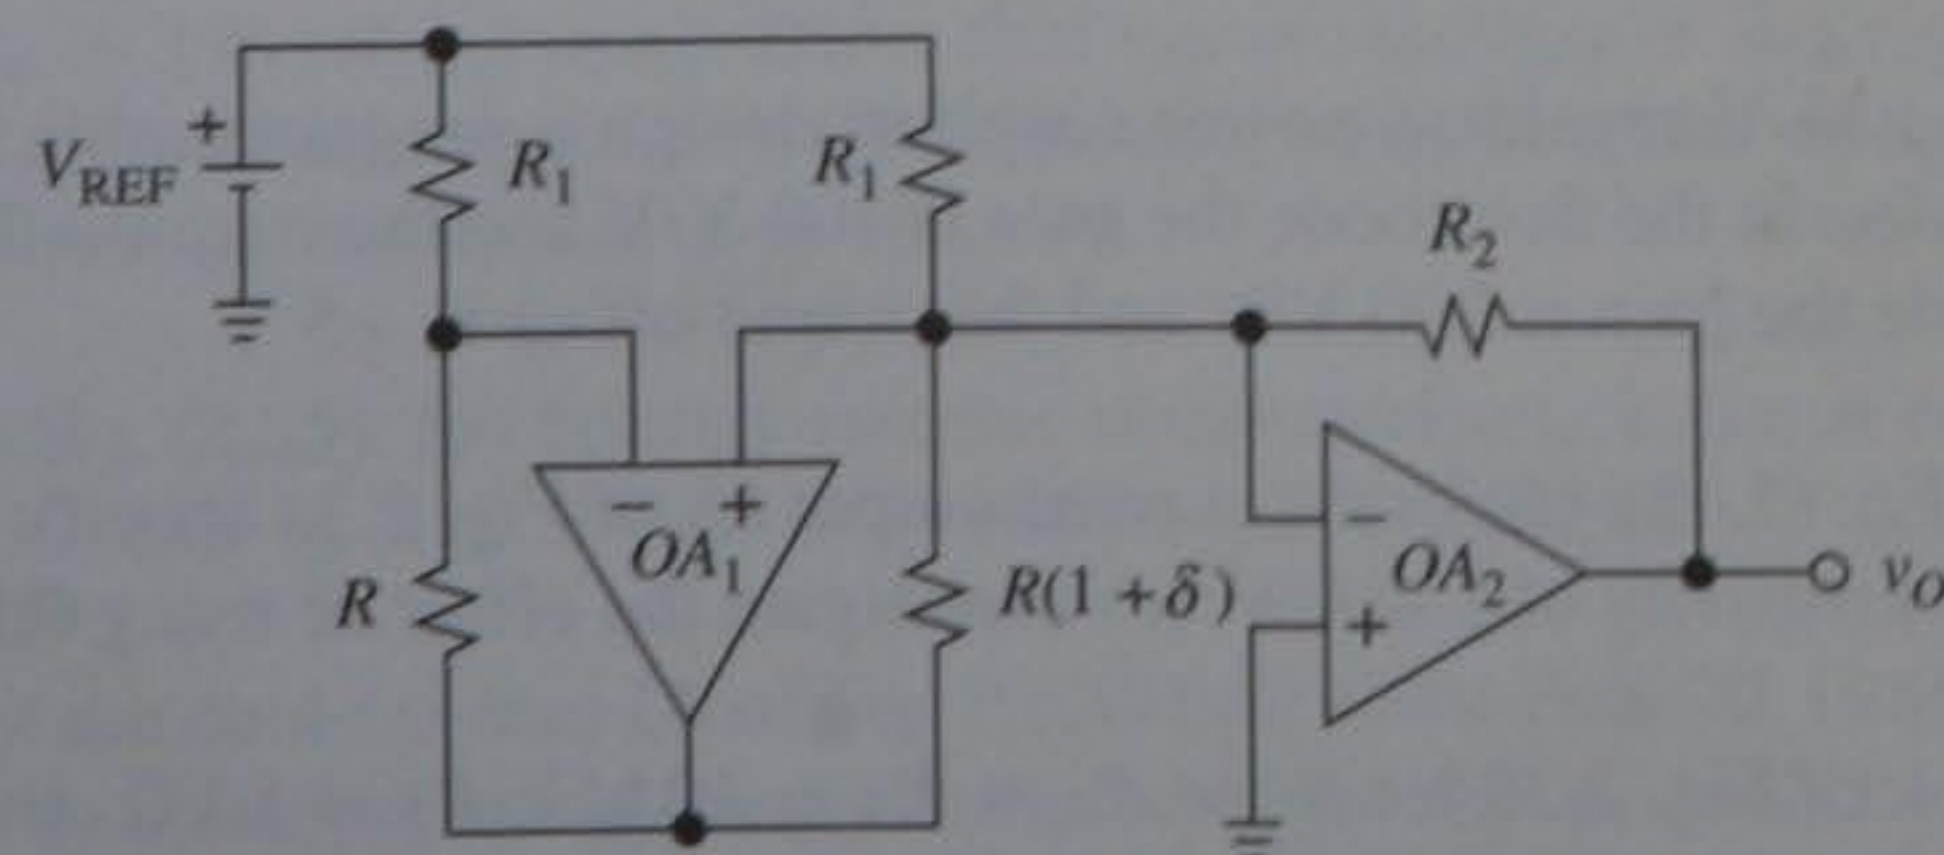 +
V_REF
R_1
R_1
R_2
− +
OA_1
R
R(1 + δ)
−
OA_2
+
v_O